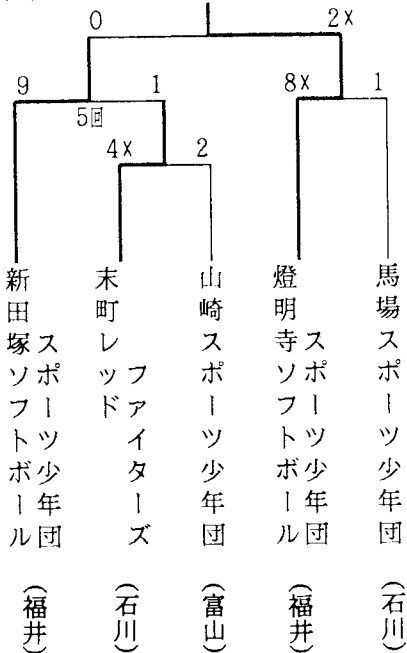 0
2x
9
1
8x
1
5回
4x
2
新田塚ソフトボール
スポーツ少年団
(福井)
末町レッド
ファイターズ
(石川)
山崎スポーツ少年団
(富山)
燈明寺ソフトボール
スポーツ少年団
(福井)
馬場スポーツ少年団
(石川)